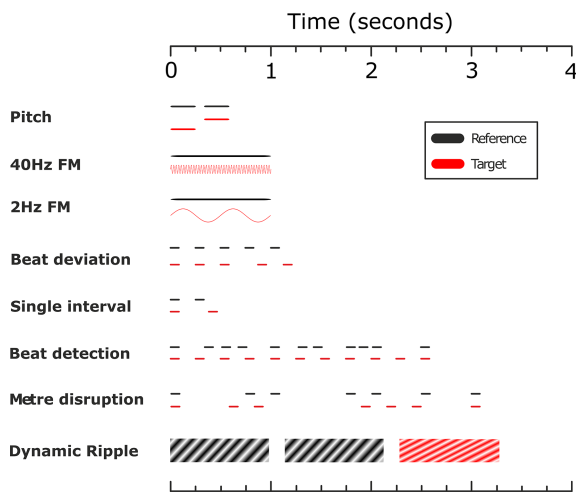 Time (seconds)
0 1 2 3 4
Pitch
Reference
40Hz FM
Target
2Hz FM
Beat deviation
Single interval
Beat detection
Metre disruption
Dynamic Ripple